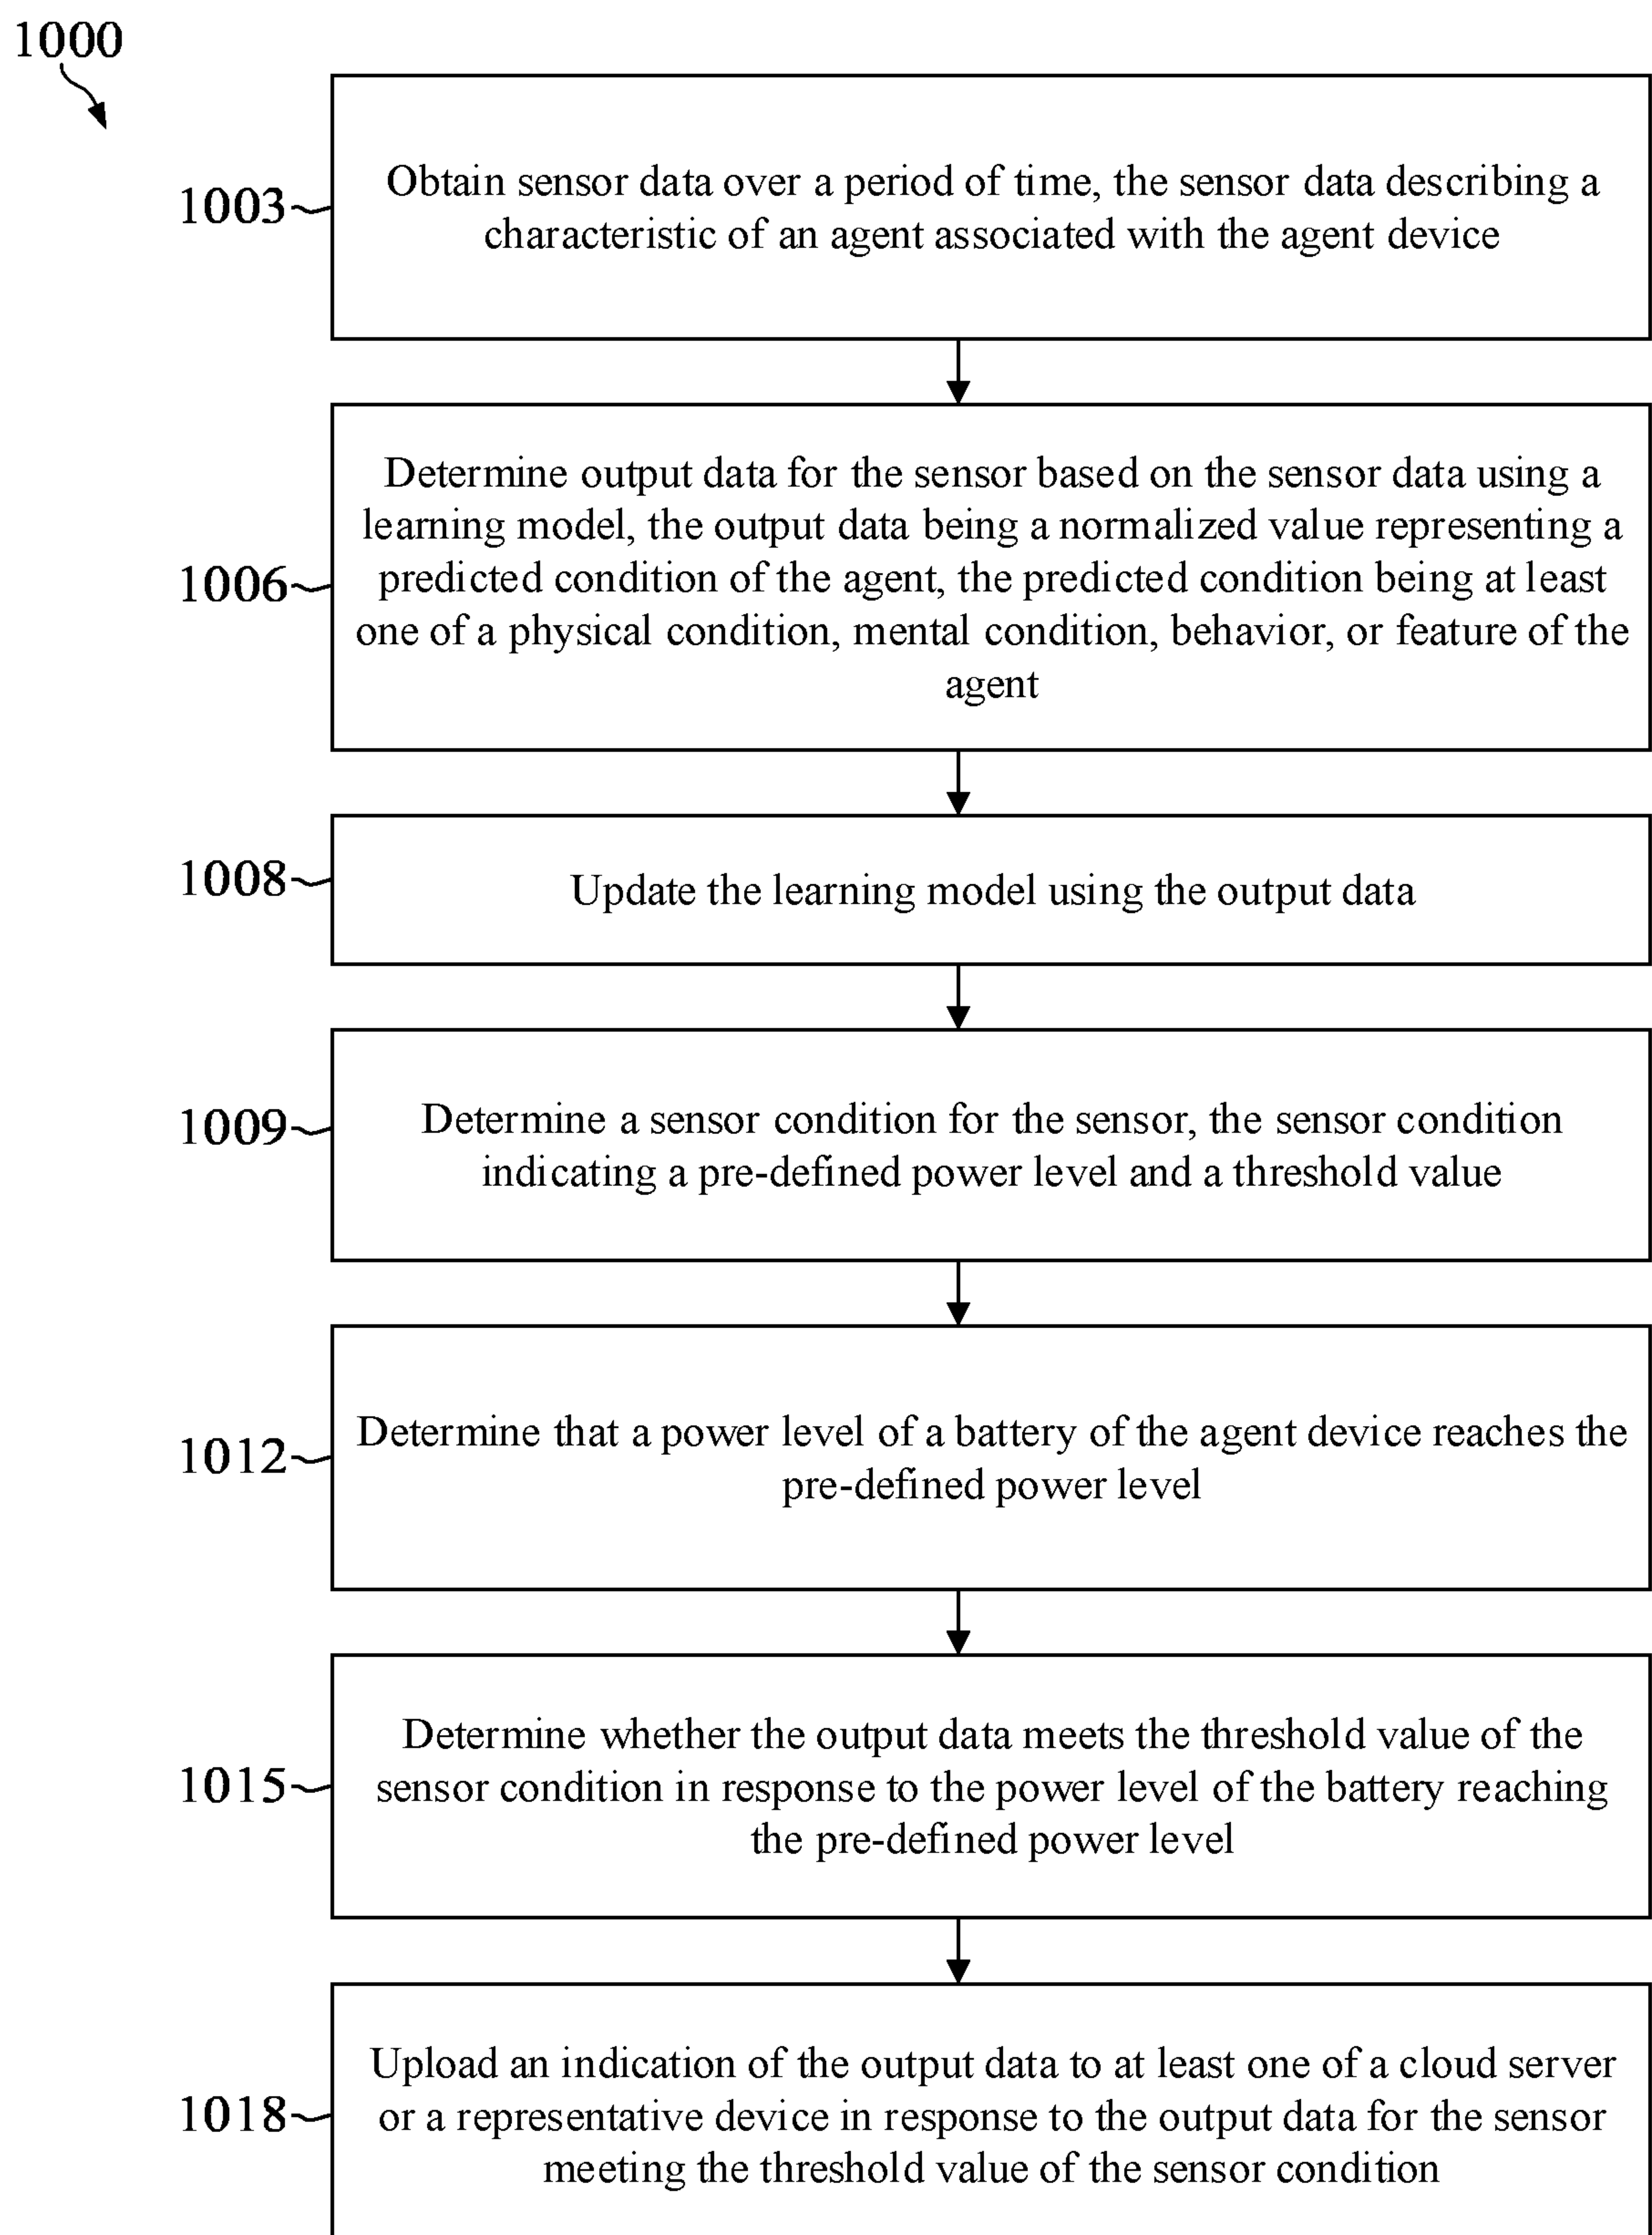 1000
1003
Obtain sensor data over a period of time, the sensor data describing a
characteristic of an agent associated with the agent device
1006
Determine output data for the sensor based on the sensor data using a
learning model, the output data being a normalized value representing a
predicted condition of the agent, the predicted condition being at least
one of a physical condition, mental condition, behavior, or feature of the
agent
1008
Update the learning model using the output data
1009
Determine a sensor condition for the sensor, the sensor condition
indicating a pre-defined power level and a threshold value
1012
Determine that a power level of a battery of the agent device reaches the
pre-defined power level
1015
Determine whether the output data meets the threshold value of the
sensor condition in response to the power level of the battery reaching
the pre-defined power level
1018
Upload an indication of the output data to at least one of a cloud server
or a representative device in response to the output data for the sensor
meeting the threshold value of the sensor condition